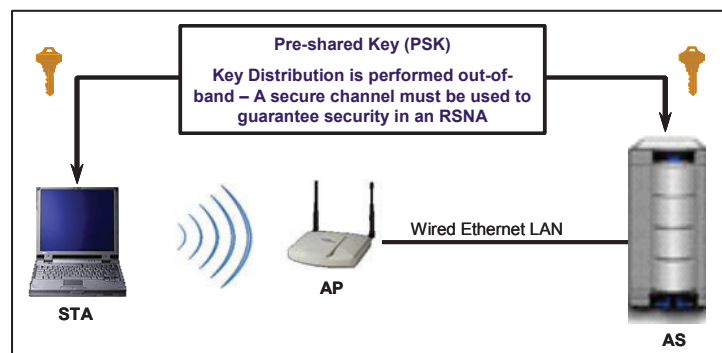 Pre-shared Key (PSK)
Key Distribution is performed out-of-
band – A secure channel must be used to
guarantee security in an RSNA
Wired Ethernet LAN
AP
STA
AS